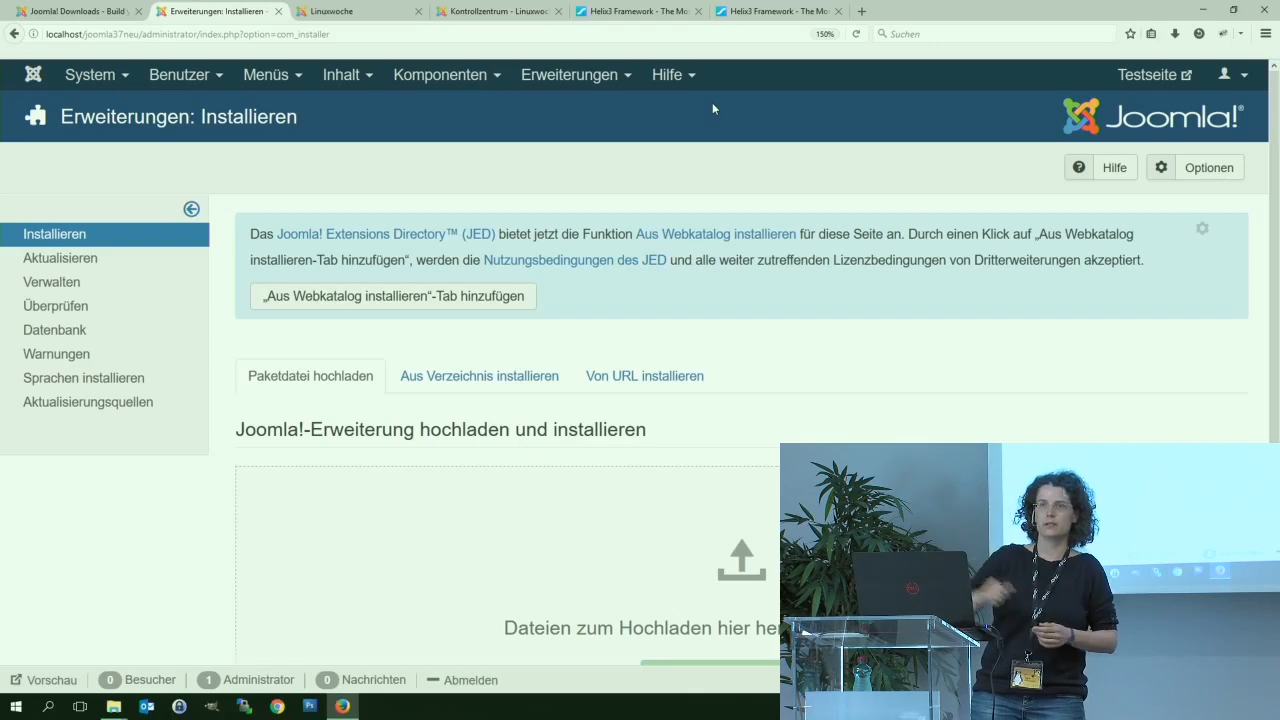 Joomla! Downloads - Build
Erweiterungen: Installieren -
Linuxwoche
Kontrollzentrum - Linuxwoc
Helix3 Framework - The Mo
Helix3 Framework - The Mo
localhost/joomla37neu/administrator/index.php?option=com_installer
150%
Suchen
System
Benutzer
Menüs
Inhalt
Komponenten
Erweiterungen
Hilfe
Testseite
Erweiterungen: Installieren
Joomla!®
Hilfe
Optionen
Installieren
Aktualisieren
Verwalten
Überprüfen
Datenbank
Warnungen
Sprachen installieren
Aktualisierungsquellen
Das Joomla! Extensions Directory™ (JED) bietet jetzt die Funktion Aus Webkatalog installieren für diese Seite an. Durch einen Klick auf „Aus Webkatalog
installieren-Tab hinzufügen“, werden die Nutzungsbedingungen des JED und alle weiter zutreffenden Lizenzbedingungen von Dritterweiterungen akzeptiert.
„Aus Webkatalog installieren“-Tab hinzufügen
Paketdatei hochladen
Aus Verzeichnis installieren
Von URL installieren
Joomla!-Erweiterung hochladen und installieren
Dateien zum Hochladen hier her
Vorschau
0 Besucher
1 Administrator
0 Nachrichten
Abmelden